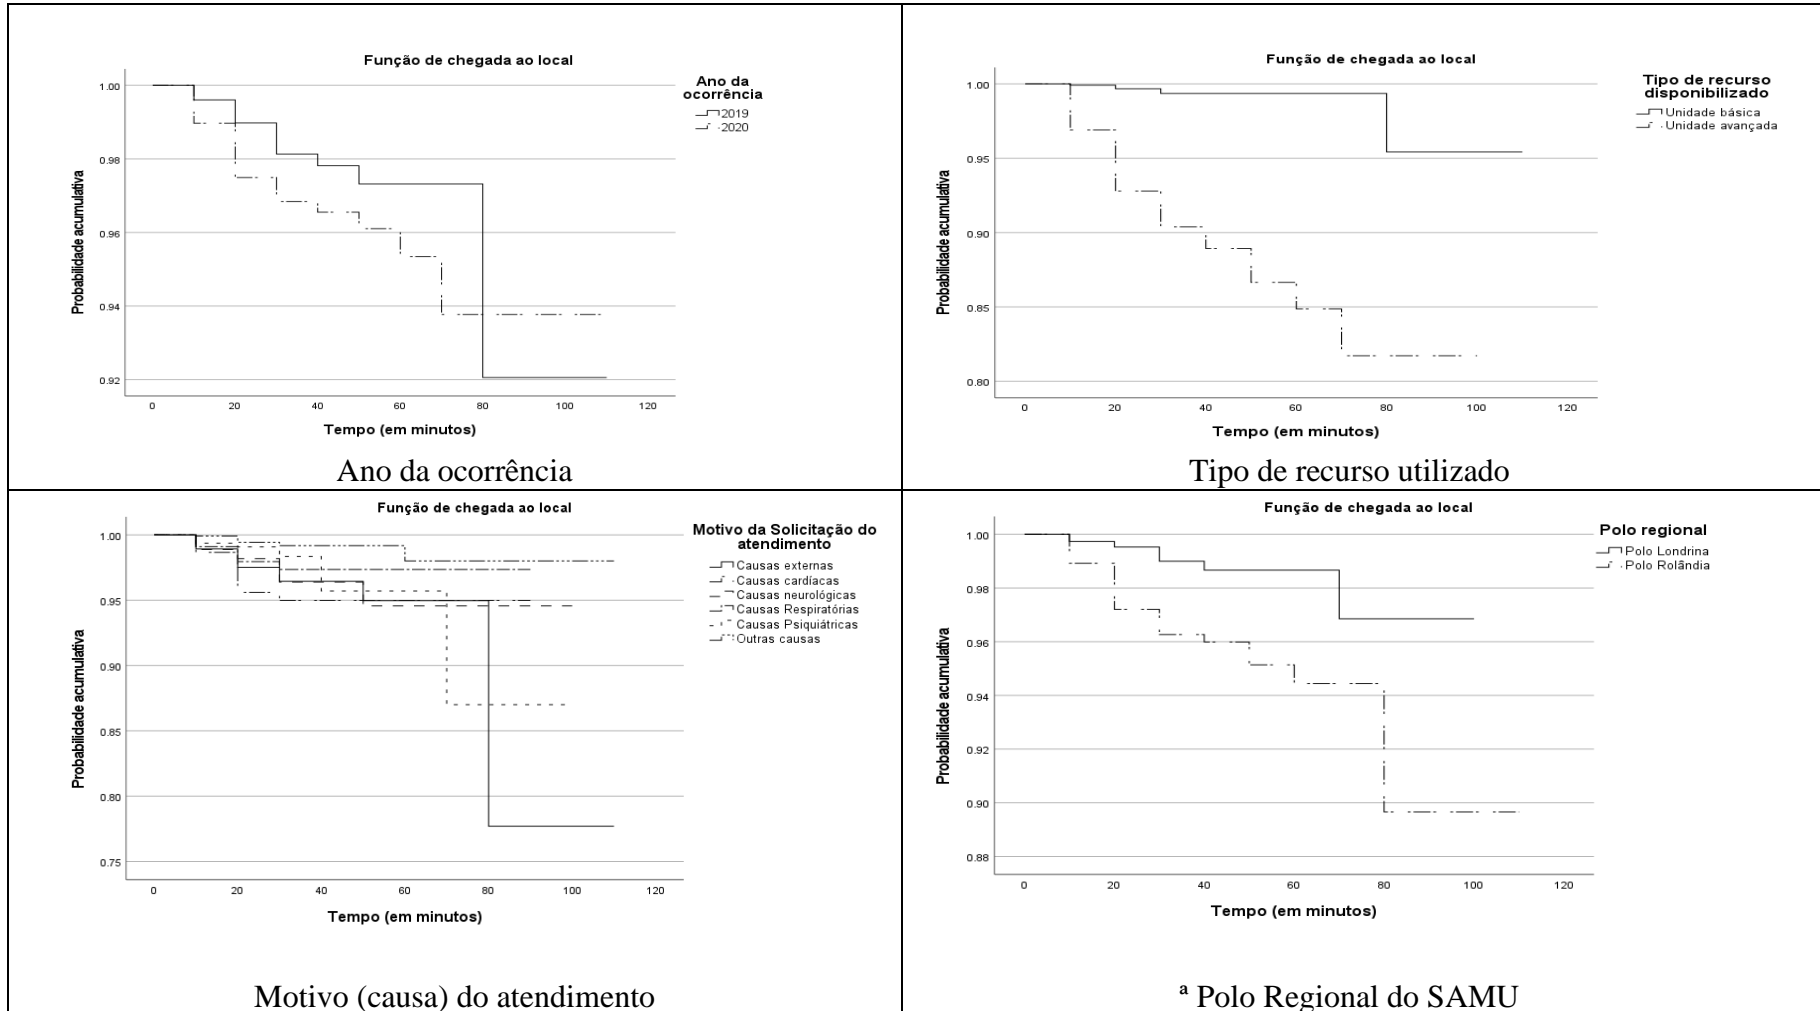 Função de chegada ao local
Ano da
ocorrência
2019
2020
1.00
0.98
0.96
0.94
0.92
Probabilidade acumulativa
0 20 40 60 80 100 120
Tempo (em minutos)
Ano da ocorrência
Função de chegada ao local
Tipo de recurso
disponibilizado
Unidade básica
Unidade avançada
1.00
0.95
0.90
0.85
0.80
Probabilidade acumulativa
0 20 40 60 80 100 120
Tempo (em minutos)
Tipo de recurso utilizado
Função de chegada ao local
Motivo da Solicitação do
atendimento
Causas externas
Causas cardíacas
Causas neurológicas
Causas Respiratórias
Causas Psiquiátricas
Outras causas
1.00
0.95
0.90
0.85
0.80
0.75
Probabilidade acumulativa
0 20 40 60 80 100 120
Tempo (em minutos)
Motivo (causa) do atendimento
Função de chegada ao local
Polo regional
Polo Londrina
Polo Rolândia
1.00
0.98
0.96
0.94
0.92
0.90
0.88
Probabilidade acumulativa
0 20 40 60 80 100 120
Tempo (em minutos)
ª Polo Regional do SAMU